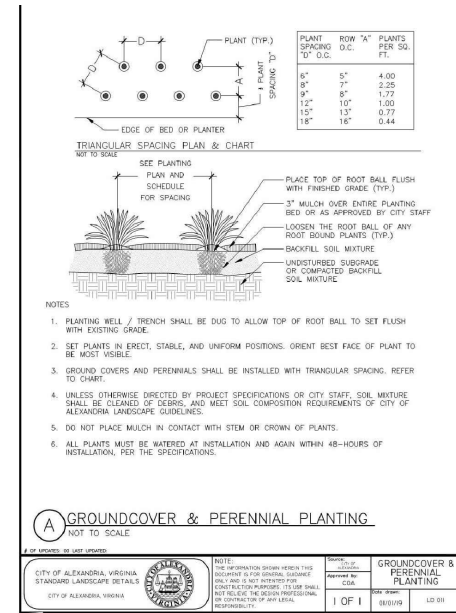 D
PLANT (TYP.)
D
A
½ PLANT
SPACING "D"
EDGE OF BED OR PLANTER
PLANT SPACING "D" O.C. ROW "A" O.C. PLANTS PER SQ. FT.
6" 5" 4.00
8" 7" 2.25
9" 8" 1.77
12" 10" 1.00
15" 13" 0.77
18" 16" 0.44
TRIANGULAR SPACING PLAN & CHART
NOT TO SCALE
SEE PLANTING
PLAN AND
SCHEDULE
FOR SPACING
PLACE TOP OF ROOT BALL FLUSH
WITH FINISHED GRADE (TYP.)
3" MULCH OVER ENTIRE PLANTING
BED OR AS APPROVED BY CITY STAFF
LOOSEN THE ROOT BALL OF ANY
ROOT BOUND PLANTS (TYP.)
BACKFILL SOIL MIXTURE
UNDISTURBED SUBGRADE
OR COMPACTED BACKFILL
SOIL MIXTURE
NOTES
1. PLANTING WELL / TRENCH SHALL BE DUG TO ALLOW TOP OF ROOT BALL TO SET FLUSH
WITH EXISTING GRADE.
2. SET PLANTS IN ERECT, STABLE, AND UNIFORM POSITIONS. ORIENT BEST FACE OF PLANT TO
BE MOST VISIBLE.
3. GROUND COVERS AND PERENNIALS SHALL BE INSTALLED WITH TRIANGULAR SPACING. REFER
TO CHART.
4. UNLESS OTHERWISE DIRECTED BY PROJECT SPECIFICATIONS OR CITY STAFF, SOIL MIXTURE
SHALL BE CLEANED OF DEBRIS, AND MEET SOIL COMPOSITION REQUIREMENTS OF CITY OF
ALEXANDRIA LANDSCAPE GUIDELINES.
5. DO NOT PLACE MULCH IN CONTACT WITH STEM OR CROWN OF PLANTS.
6. ALL PLANTS MUST BE WATERED AT INSTALLATION AND AGAIN WITHIN 48-HOURS OF
INSTALLATION, PER THE SPECIFICATIONS.
A GROUNDCOVER & PERENNIAL PLANTING
NOT TO SCALE
# OF UPDATES: 00 LAST UPDATED:
CITY OF ALEXANDRIA, VIRGINIA
STANDARD LANDSCAPE DETAILS
CITY OF ALEXANDRIA, VIRGINIA
ALEXANDRIA
VIRGINIA
NOTE:
THE INFORMATION SHOWN HEREIN THIS
DOCUMENT IS FOR GENERAL GUIDANCE
ONLY AND IS NOT INTENTED FOR
CONSTRUCTION PURPOSES. ITS USE SHALL
NOT RELIEVE THE DESIGN PROFESSIONAL
OR CONTRACTOR OF ANY LEGAL
RESPONSIBILITY.
Source:
CITY OF
ALEXANDRIA
Approved by:
COA
1 OF 1
GROUNDCOVER &
PERENNIAL
PLANTING
Date drawn:
01/01/19
LD 011